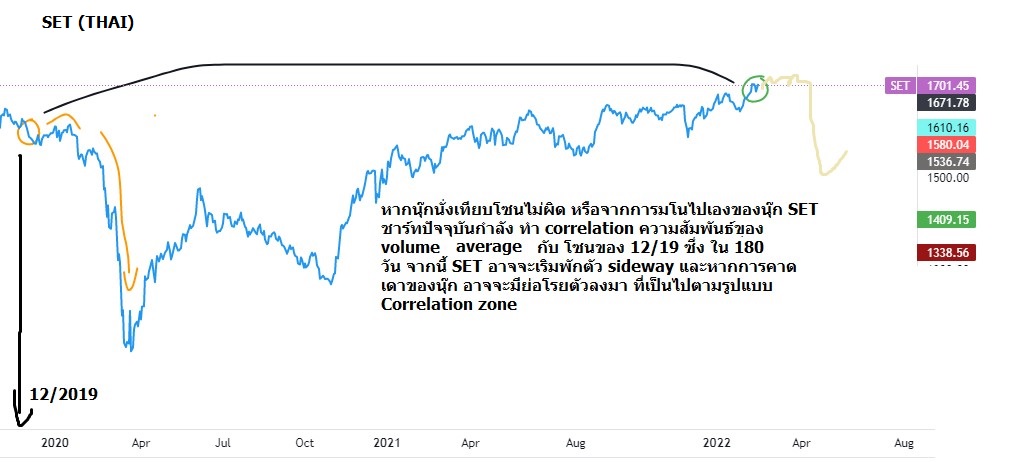 SET (THAI)
SET 1701.45
1671.78
1610.16
1580.04
1536.74
1500.00
1409.15
1338.56
หากนุ๊กนั่งเทียบโซนไม่ผิด หรือจากการมโนไปเองของนุ๊ก SET
ชาร์ทปัจจุบันกำลัง ทำ correlation ความสัมพันธ์ของ
volume average กับ โซนของ 12/19 ซึ่ง ใน 180
วัน จากนี้ SET อาจจะเริ่มพักตัว sideway และหากการคาด
เดาของนุ๊ก อาจจะมีย่อโรยตัวลงมา ที่เป็นไปตามรูปแบบ
Correlation zone
12/2019
2020 Apr Jul Oct 2021 Apr Aug 2022 Apr Aug